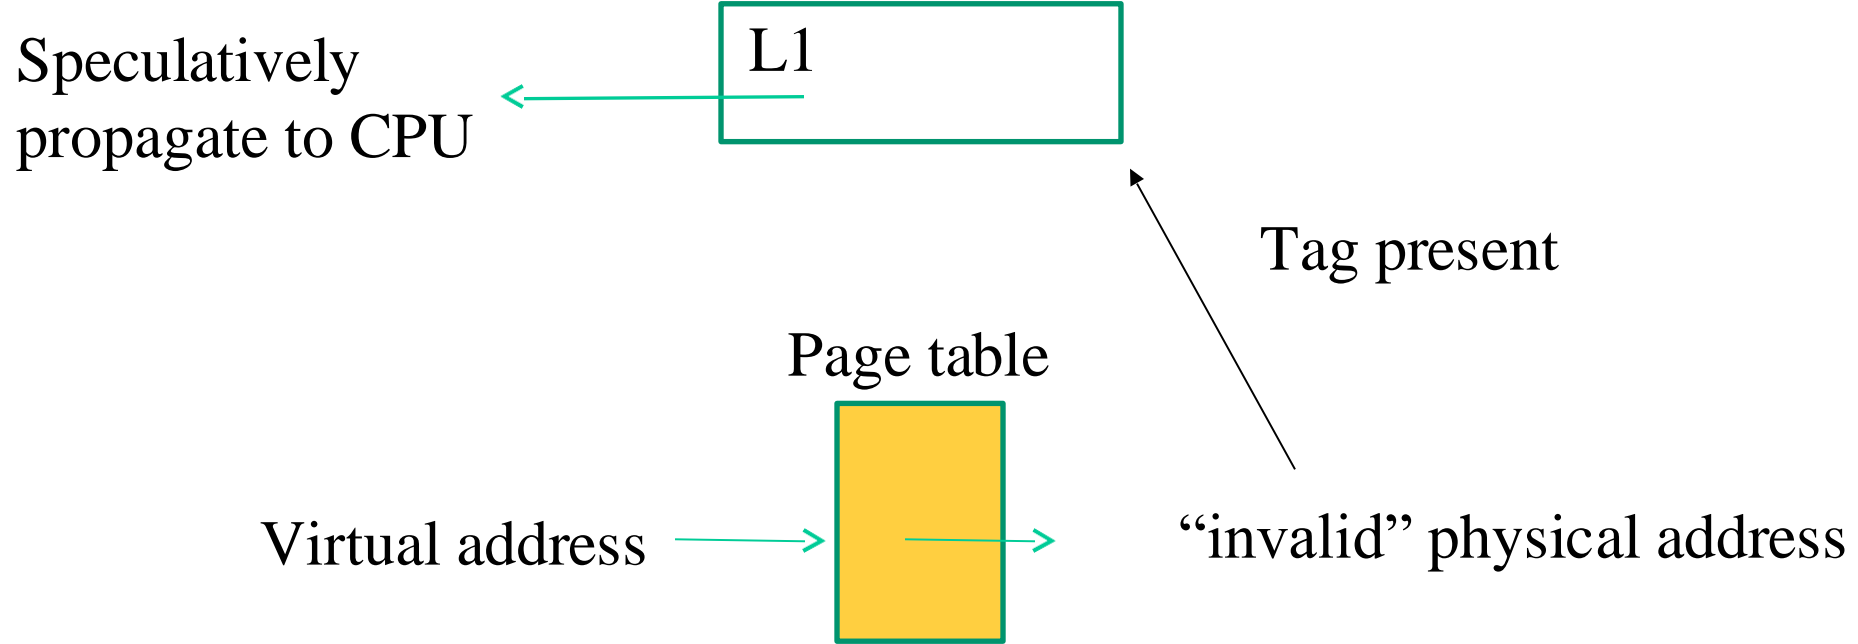 Speculatively
propagate to CPU
L1
Tag present
Page table
Virtual address
“invalid” physical address